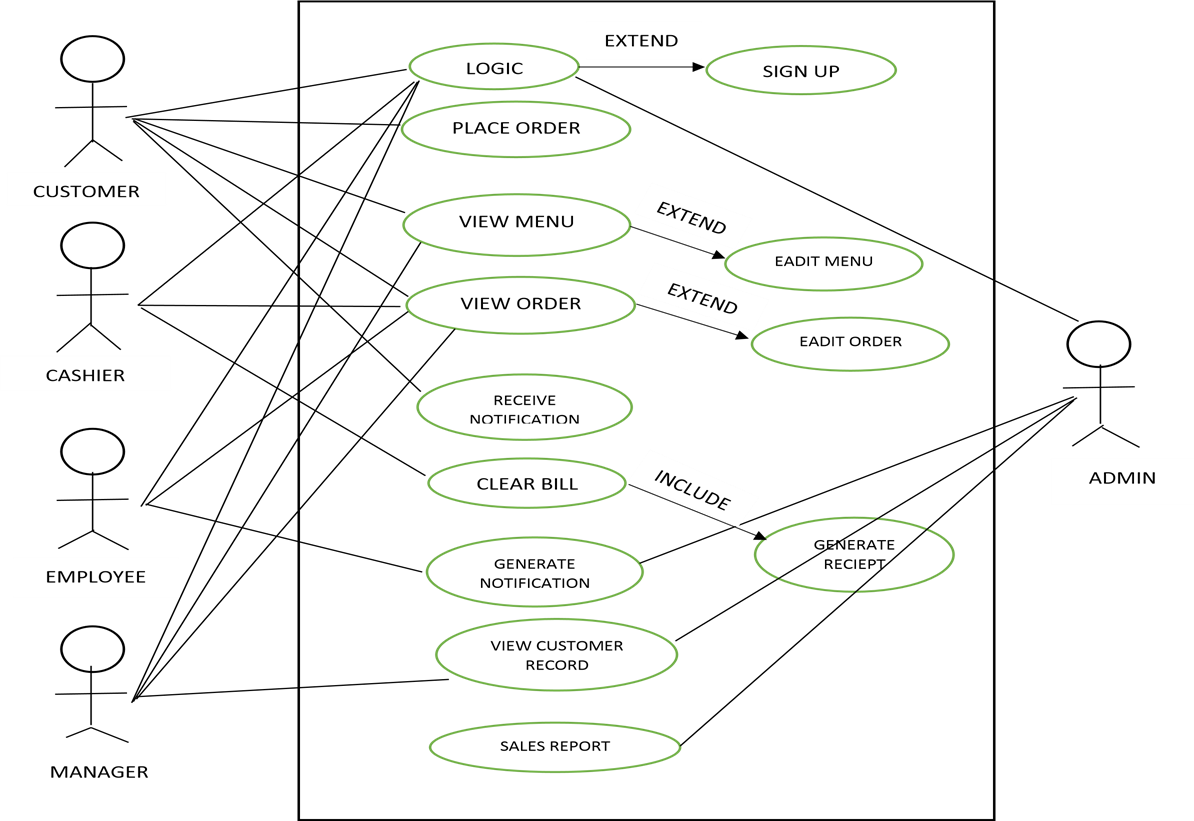 EXTEND
LOGIC
SIGN UP
PLACE ORDER
CUSTOMER
VIEW MENU
EXTEND
EADIT MENU
VIEW ORDER
EXTEND
EADIT ORDER
CASHIER
RECEIVE
NOTIFICATION
CLEAR BILL
INCLUDE
ADMIN
GENERATE
RECIEPT
EMPLOYEE
GENERATE
NOTIFICATION
VIEW CUSTOMER
RECORD
SALES REPORT
MANAGER